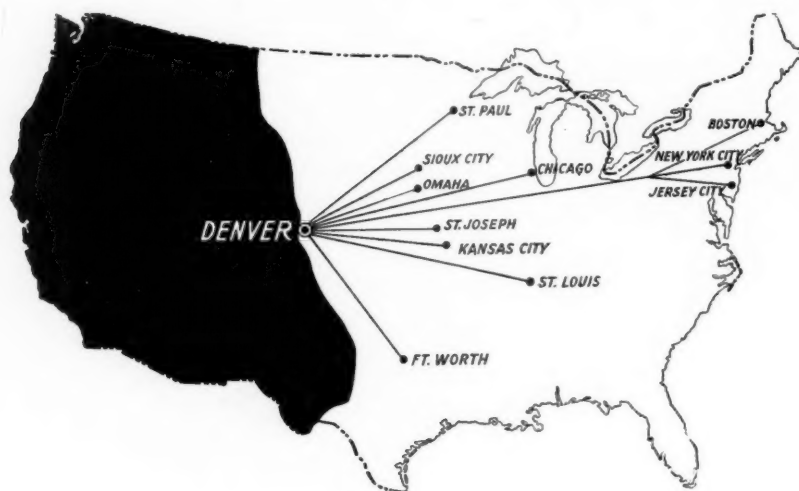 ST. PAUL
BOSTON
SIOUX CITY
CHICAGO
NEW YORK CITY
OMAHA
JERSEY CITY
DENVER
ST. JOSEPH
KANSAS CITY
ST. LOUIS
FT. WORTH